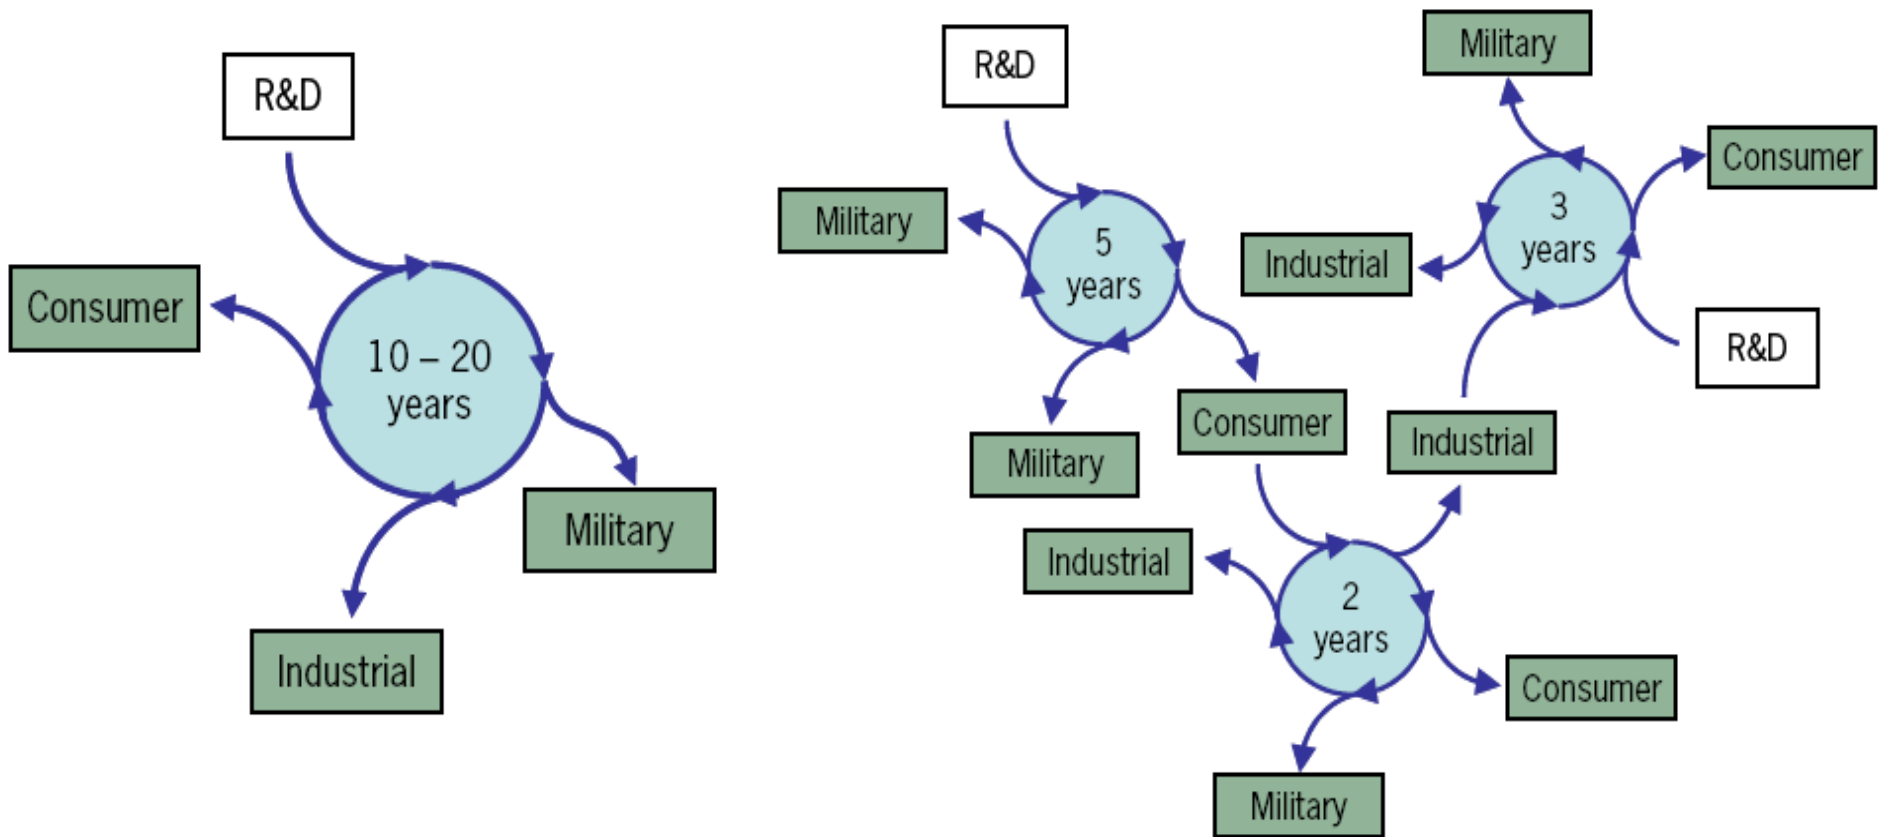 R&D
Consumer
10 – 20
years
Military
Industrial
R&D
Military
5
years
Military
Consumer
Military
Consumer
3
years
Industrial
R&D
Industrial
Industrial
2
years
Consumer
Military